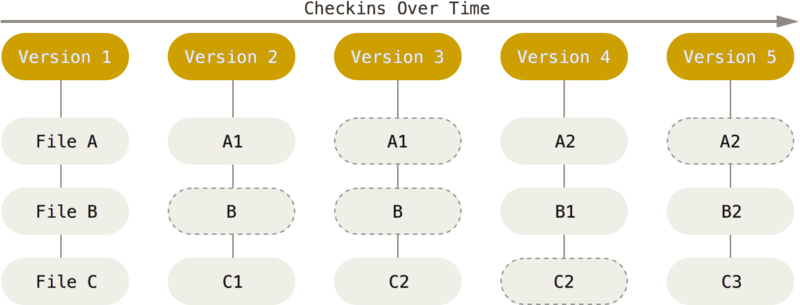 Checkins Over Time
Version 1 Version 2 Version 3 Version 4 Version 5
File A A1 A1 A2 A2
File B B B B1 B2
File C C1 C2 C2 C3